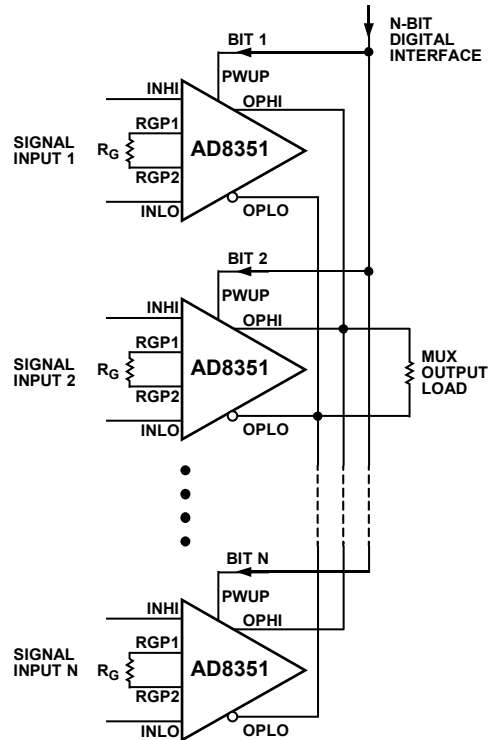 N-BIT
DIGITAL
INTERFACE
BIT 1
PWUP
INHI
OPHI
RGP1
SIGNAL
INPUT 1
RG
AD8351
RGP2
INLO
OPLO
BIT 2
PWUP
INHI
OPHI
RGP1
SIGNAL
INPUT 2
RG
AD8351
RGP2
INLO
OPLO
MUX
OUTPUT
LOAD
BIT N
PWUP
INHI
OPHI
RGP1
SIGNAL
INPUT N
RG
AD8351
RGP2
INLO
OPLO